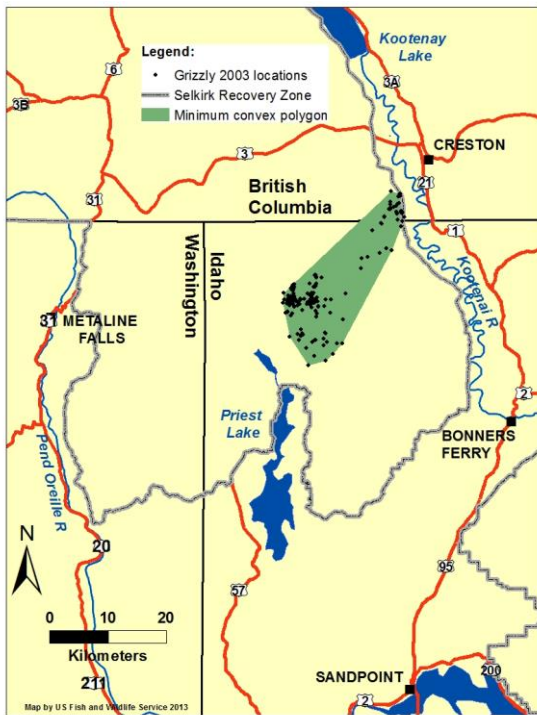 Legend:
Grizzly 2003 locations
Selkirk Recovery Zone
Minimum convex polygon
Kootenay
Lake
6
3B
3A
3
CRESTON
31
21
British
Columbia
1
Washington
Idaho
Kootenai R
31
METALINE
FALLS
2
Priest
Lake
BONNERS
FERRY
Pend Oreille R
N
20
95
57
0 10 20
Kilometers
211
SANDPOINT
200
2
Map by US Fish and Wildlife Service 2013